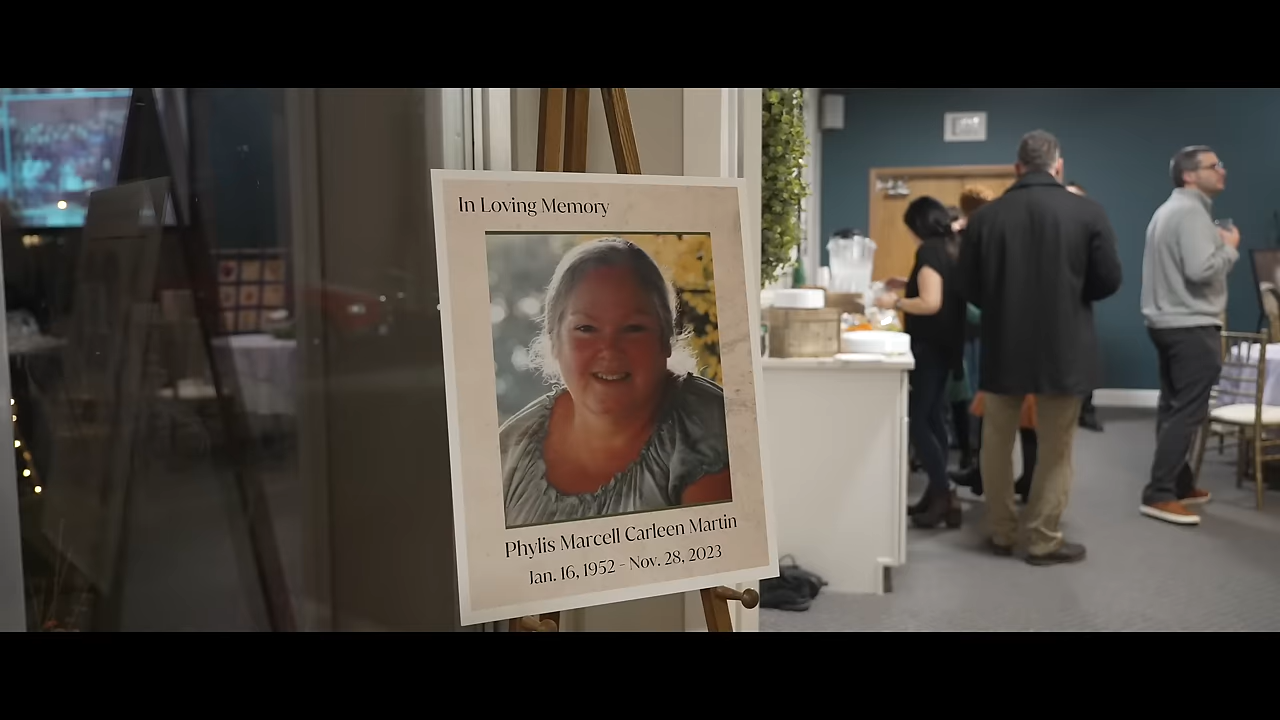 In Loving Memory
Phylis Marcell Carleen Martin
Jan. 16, 1952 - Nov. 28, 2023